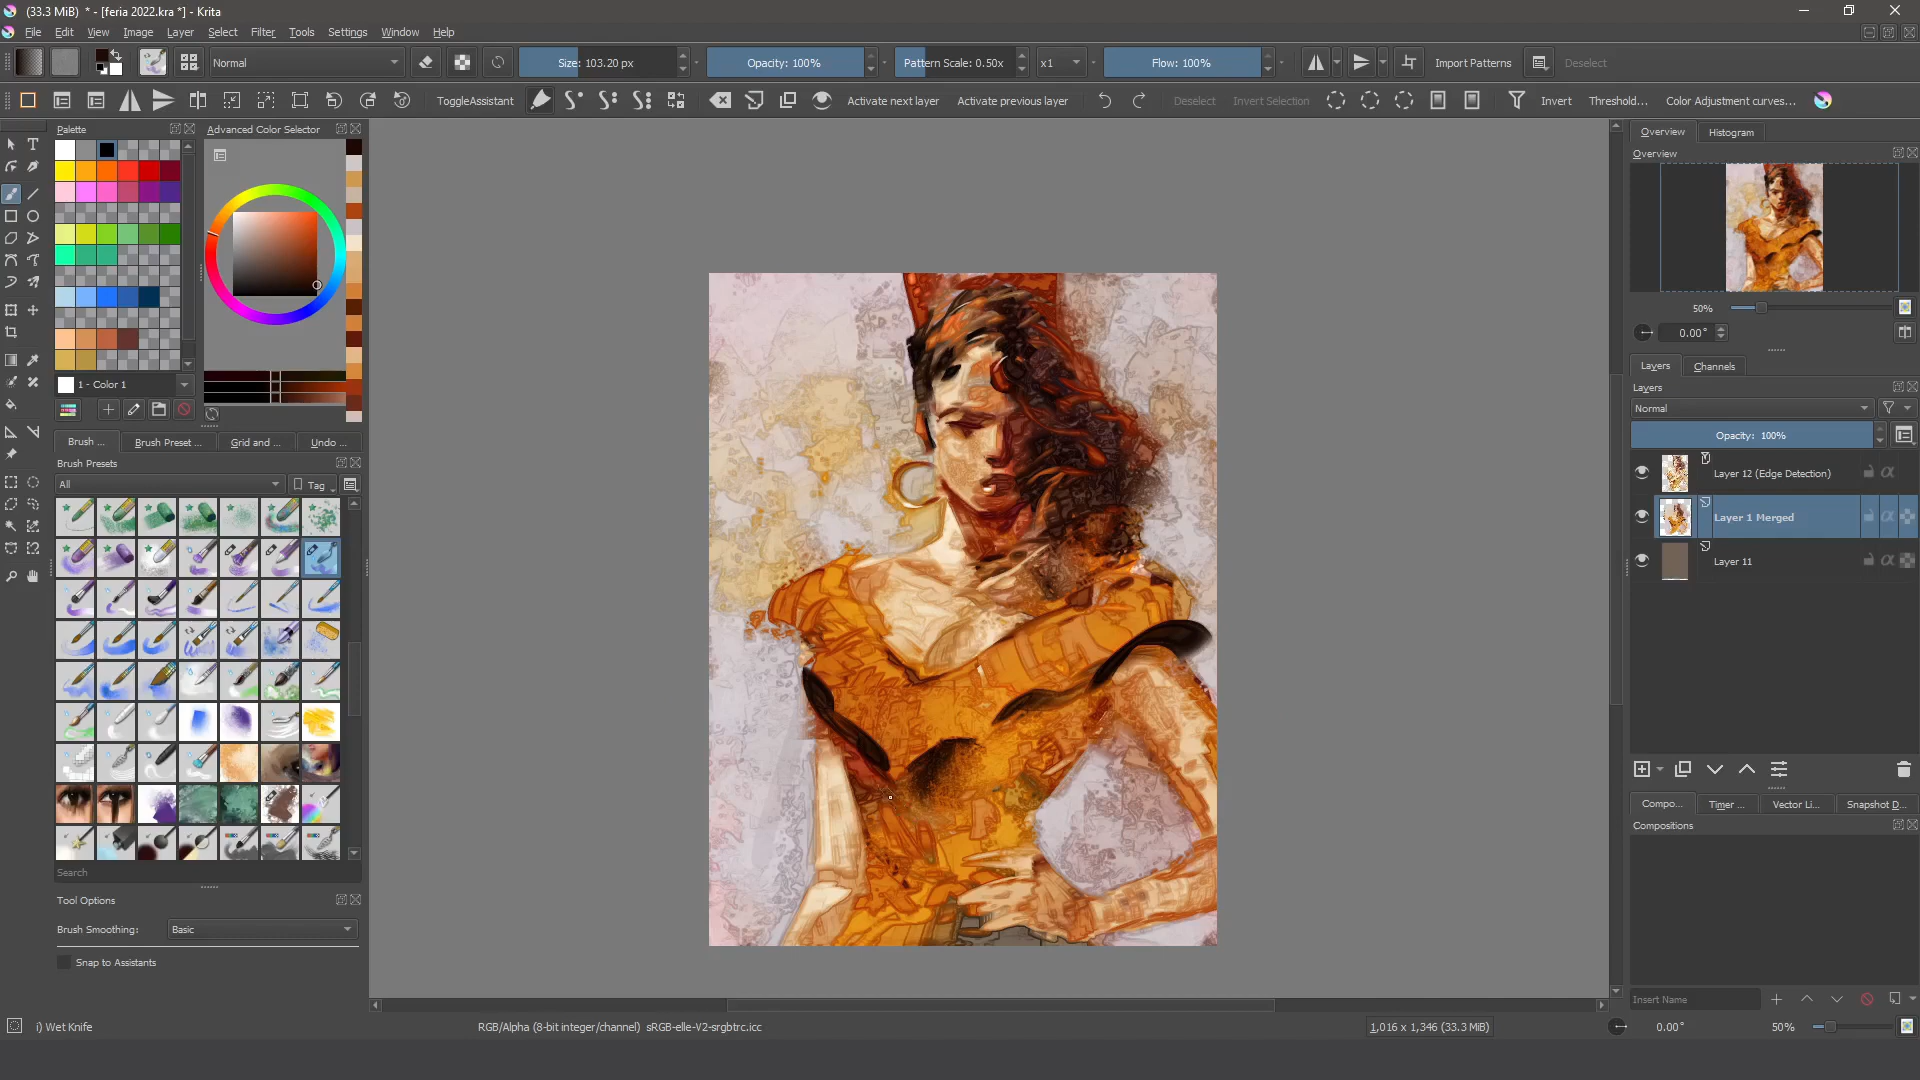 (33.3 MiB)  * - [feria 2022.kra *] - Krita
File Edit View Image Layer Select Filter Tools Settings Window Help
Normal Size: 103.20 px Opacity: 100% Pattern Scale: 0.50x x1 Flow: 100% Import Patterns Deselect
ToggleAssistant Activate next layer Activate previous layer Deselect Invert Selection Invert Threshold... Color Adjustment curves...
Palette Advanced Color Selector Overview Histogram
Overview
50%
0.00°
Layers Channels
Layers
1 - Color 1
Normal
Brush ... Brush Preset ... Grid and ... Undo ...
Opacity: 100%
Brush Presets
All Tag
Layer 12 (Edge Detection)
Layer 1 Merged
Layer 11
Compo... Timer ... Vector Li... Snapshot D...
Compositions
Search
Tool Options
Brush Smoothing: Basic
Snap to Assistants
Insert Name
i) Wet Knife RGB/Alpha (8-bit integer/channel)  sRGB-elle-V2-srgbtrc.icc 1,016 x 1,346 (33.3 MiB) 0.00° 50%